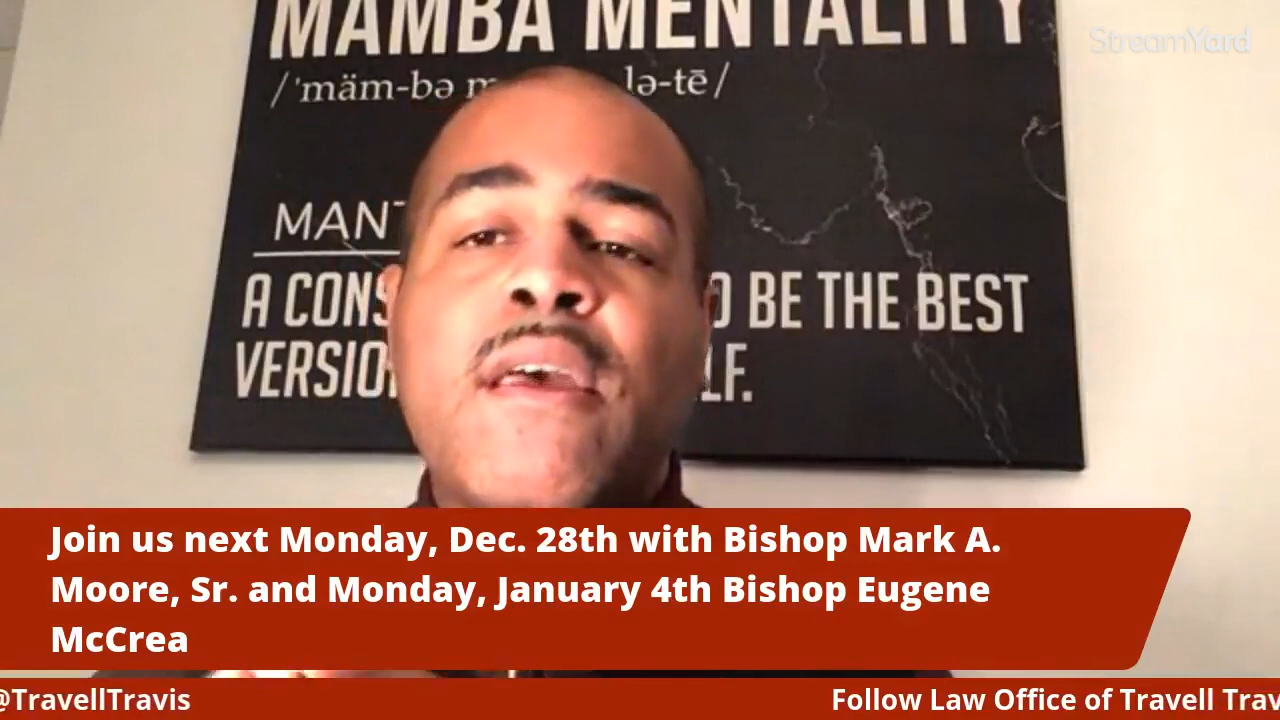 MAMBA MENTALITY
StreamYard
/ˈmäm-bə m lə-tē/
MANT
A CONS O BE THE BEST
VERSIO LF.
Join us next Monday, Dec. 28th with Bishop Mark A.
Moore, Sr. and Monday, January 4th Bishop Eugene
McCrea
@TravellTravis Follow Law Office of Travell Trav